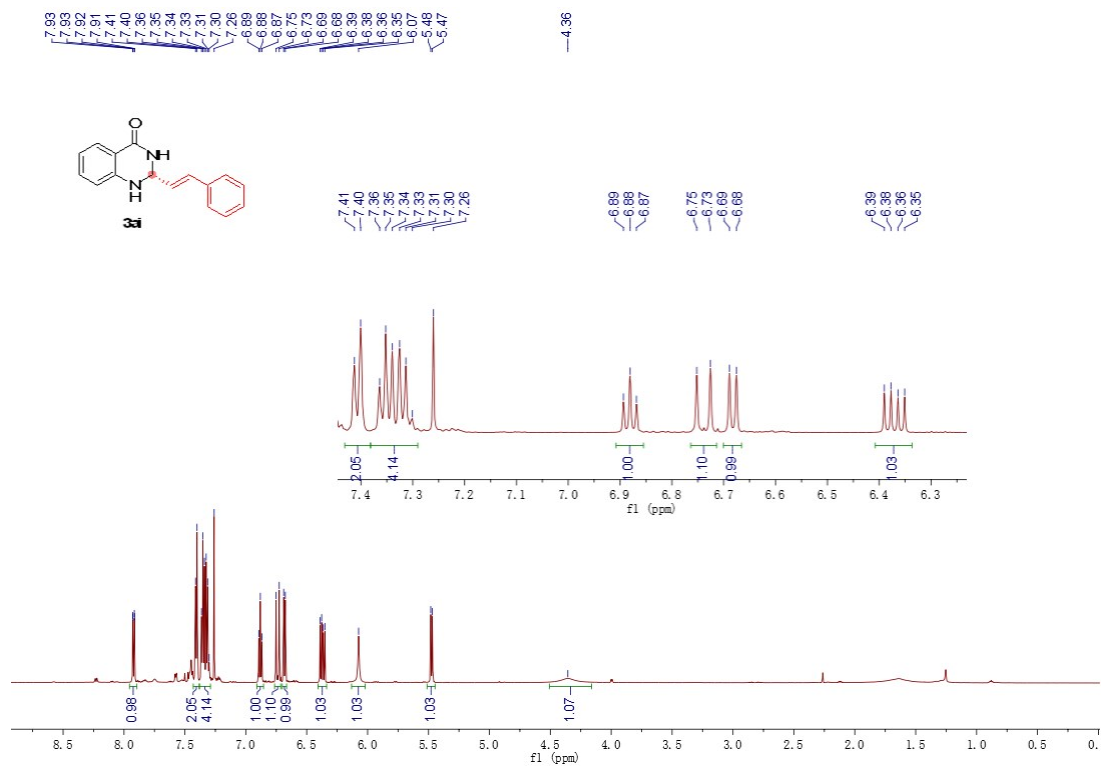 7.93 7.93 7.92 7.91 7.41 7.40 7.36 7.35 7.34 7.33 7.31 7.30 7.26 6.89 6.88 6.87 6.75 6.73 6.69 6.68 6.39 6.38 6.36 6.35 6.07 5.48 5.47 4.36
O
NH
NH
3ai
7.41 7.40 7.36 7.35 7.34 7.33 7.31 7.30 7.26 6.89 6.88 6.87 6.75 6.73 6.69 6.68 6.39 6.38 6.36 6.35
2.05 4.14 1.00 1.10 0.99 1.03
7.4 7.3 7.2 7.1 7.0 6.9 6.8 6.7 6.6 6.5 6.4 6.3
f1 (ppm)
0.98 2.05 4.14 1.00 1.10 0.99 1.03 1.03 1.03 1.07
8.5 8.0 7.5 7.0 6.5 6.0 5.5 5.0 4.5 4.0 3.5 3.0 2.5 2.0 1.5 1.0 0.5 0.
f1 (ppm)